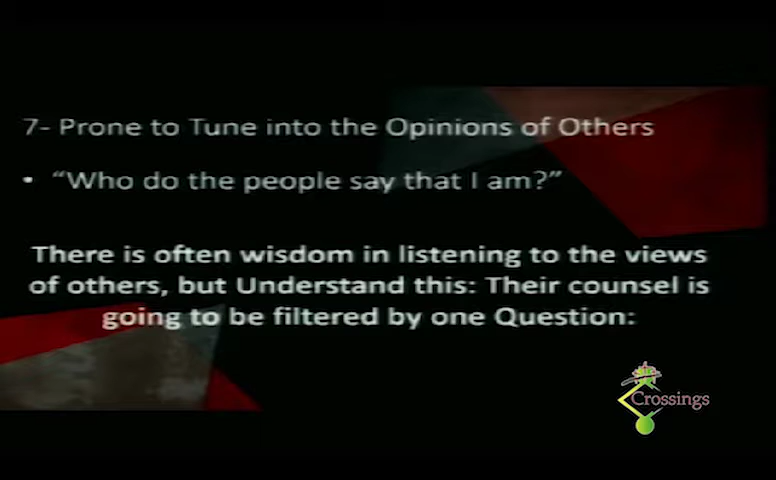 7- Prone to Tune into the Opinions of Others
• “Who do the people say that I am?”
There is often wisdom in listening to the views
of others, but Understand this: Their counsel is
going to be filtered by one Question:
Crossings